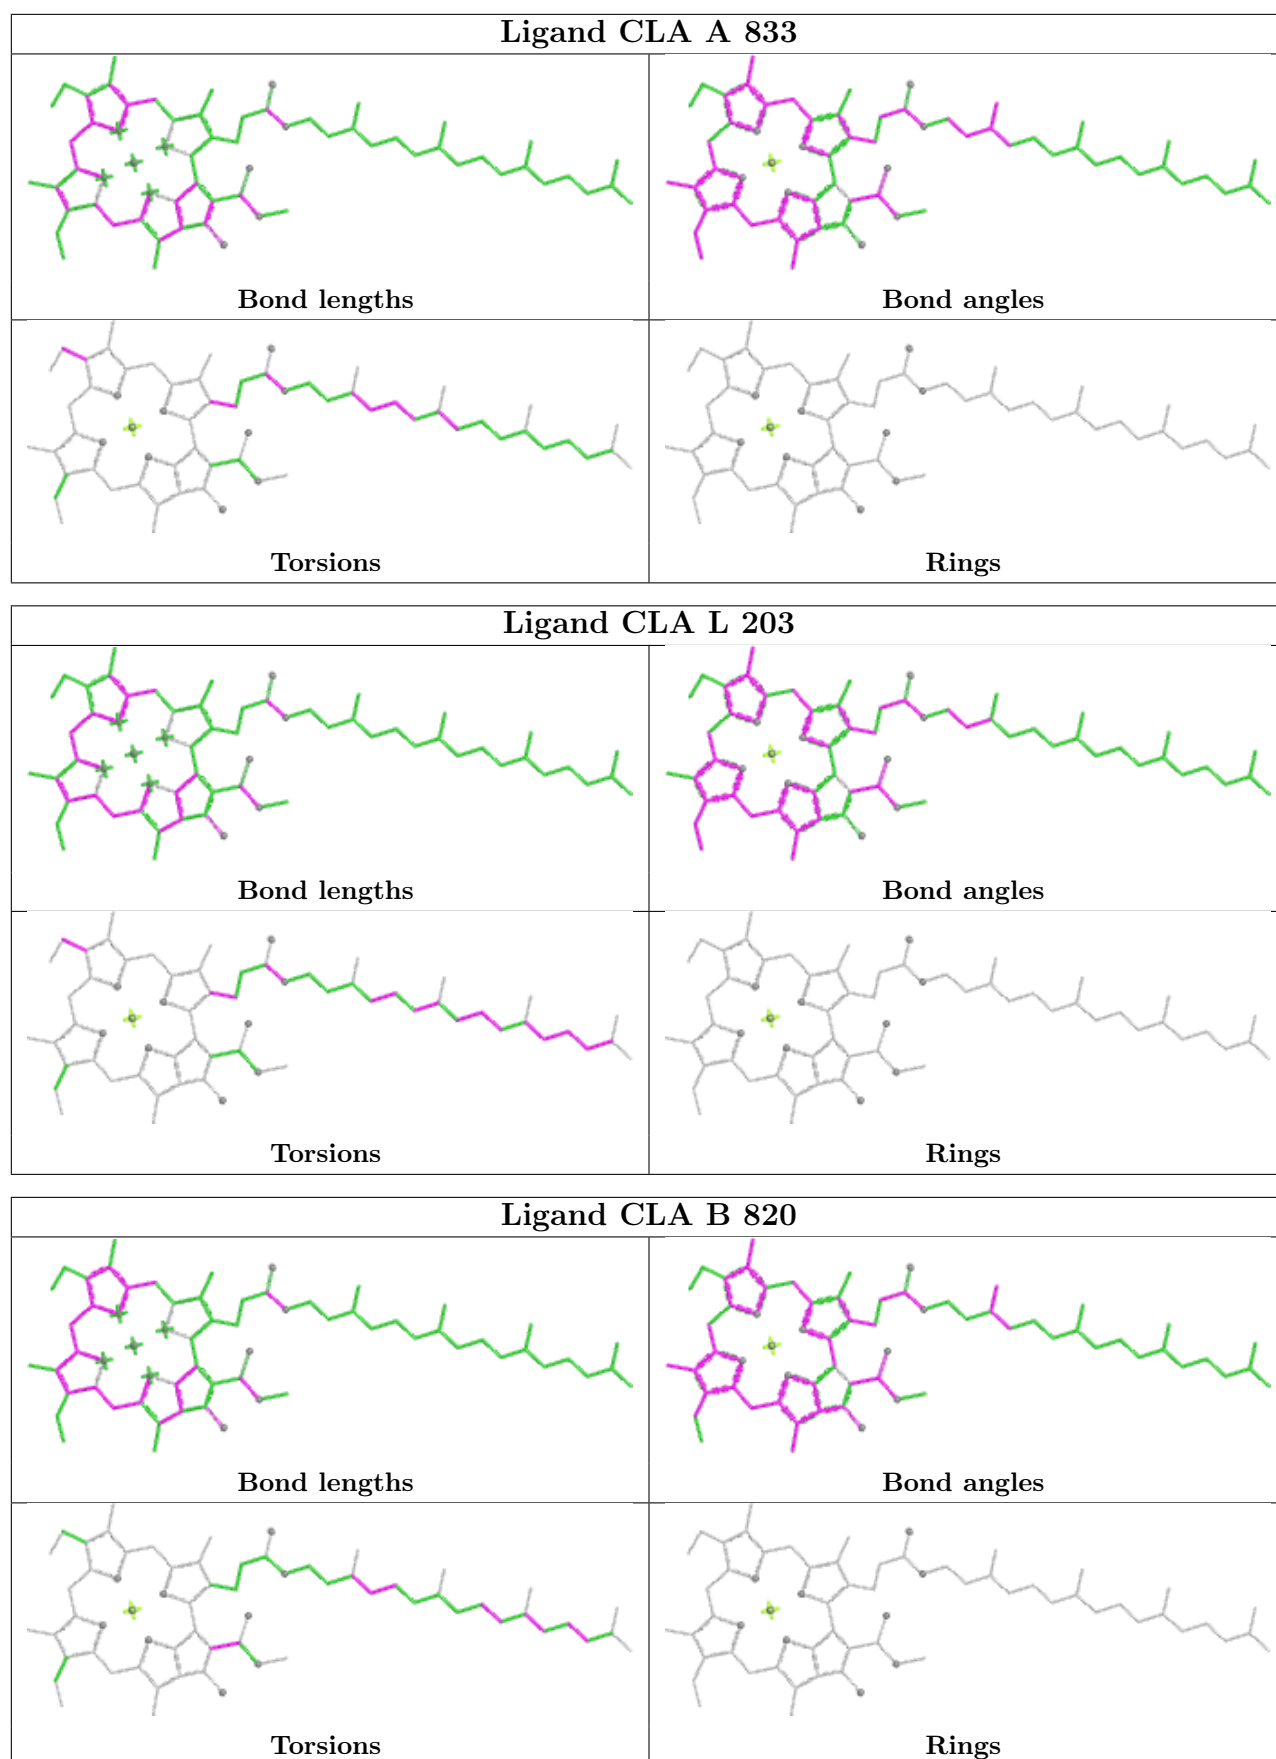 Ligand CLA A 833
Bond lengths
Bond angles
Torsions
Rings
Ligand CLA L 203
Bond lengths
Bond angles
Torsions
Rings
Ligand CLA B 820
Bond lengths
Bond angles
Torsions
Rings